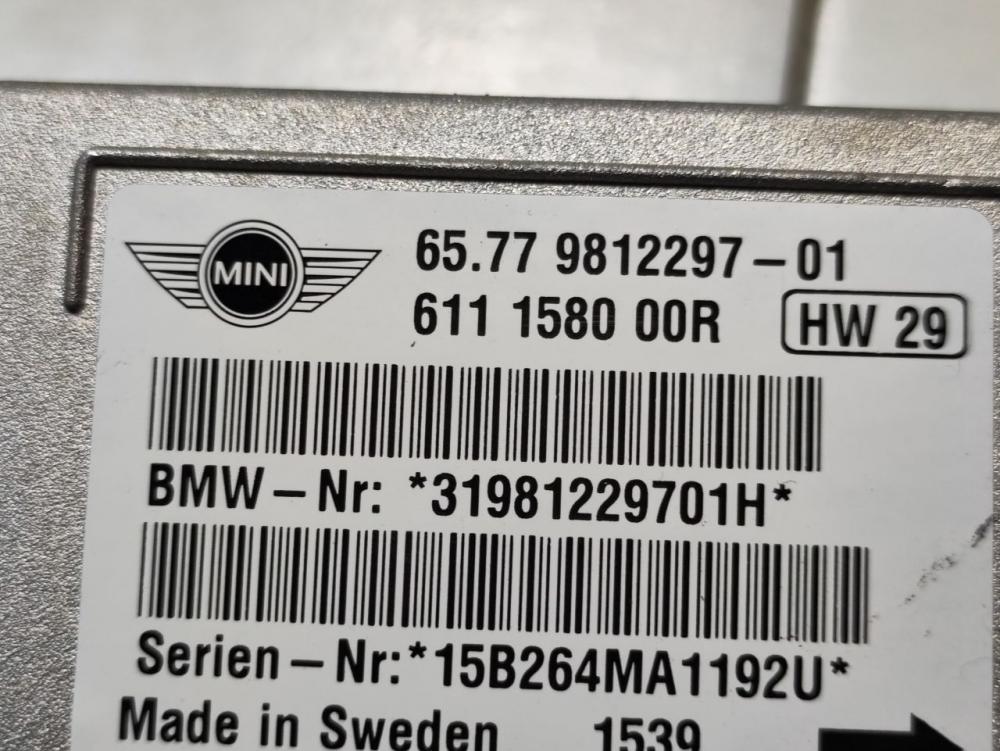 MINI
65.77 9812297-01
611 1580 00R
HW 29
BMW-Nr: *31981229701H*
Serien-Nr:*15B264MA1192U*
Made in Sweden 1539